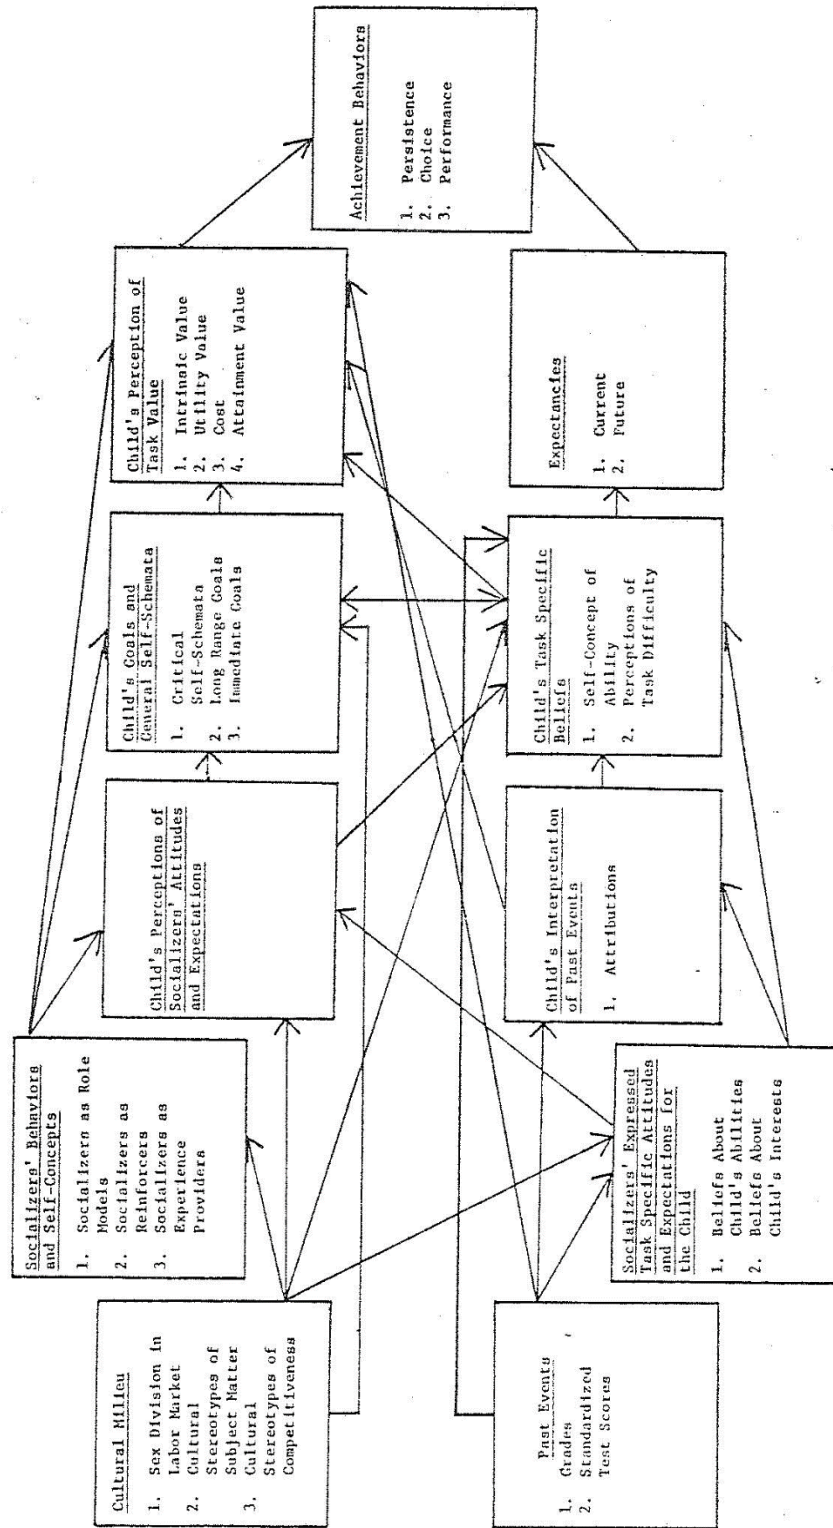 Cultural Milieu
1. Sex Division in
Labor Market
2. Cultural
Stereotypes of
Subject Matter
3. Cultural
Stereotypes of
Competitiveness
Past Events
1. Grades
2. Standardized
Test Scores
Socializers' Behaviors
and Self-Concepts
1. Socializers as Role
Models
2. Socializers as
Reinforcers
3. Socializers as
Experience
Providers
Socializers' Expressed
Task Specific Attitudes
and Expectations for
the Child
1. Beliefs About
Child's Abilities
2. Beliefs About
Child's Interests
Child's Perceptions of
Socializers' Attitudes
and Expectations
Child's Interpretation
of Past Events
1. Attributions
Child's Goals and
General Self-Schemata
1. Critical
Self-Schemata
2. Long Range Goals
3. Immediate Goals
Child's Task Specific
Beliefs
1. Self-Concept of
Ability
2. Perceptions of
Task Difficulty
Child's Perception of
Task Value
1. Intrinsic Value
2. Utility Value
3. Cost
4. Attainment Value
Expectancies
1. Current
2. Future
Achievement Behaviors
1. Persistence
2. Choice
3. Performance